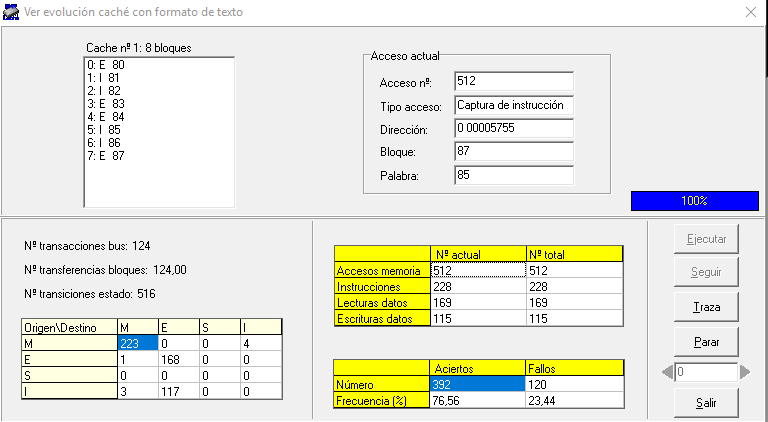 Ver evolución caché con formato de texto
Cache nº 1: 8 bloques
0: E 80
1: I 81
2: I 82
3: E 83
4: E 84
5: I 85
6: I 86
7: E 87
Acceso actual
Acceso nº: 512
Tipo acceso: Captura de instrucción
Dirección: 0 00005755
Bloque: 87
Palabra: 85
100%
Nº transacciones bus: 124
Nº transferencias bloques: 124,00
Nº transiciones estado: 516
Origen\Destino M E S I
M 223 0 0 4
E 1 168 0 0
S 0 0 0 0
I 3 117 0 0
Nº actual Nº total
Accesos memoria 512 512
Instrucciones 228 228
Lecturas datos 169 169
Escrituras datos 115 115
Aciertos Fallos
Número 392 120
Frecuencia (%) 76,56 23,44
Ejecutar
Seguir
Traza
Parar
0
Salir